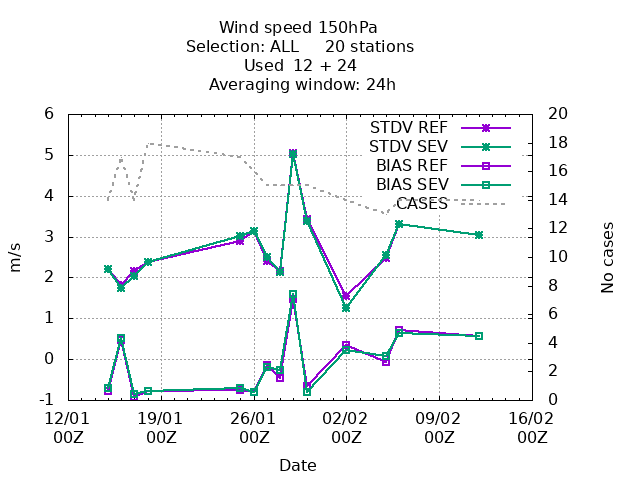 Wind speed 150hPa
Selection: ALL 20 stations
Used 12 + 24
Averaging window: 24h
STDV REF
STDV SEV
BIAS REF
BIAS SEV
CASES
6
5
4
3
2
1
0
-1
m/s
20
18
16
14
12
10
8
6
4
2
0
No cases
12/01 19/01 26/01 02/02 09/02 16/02
00Z 00Z 00Z 00Z 00Z 00Z
Date